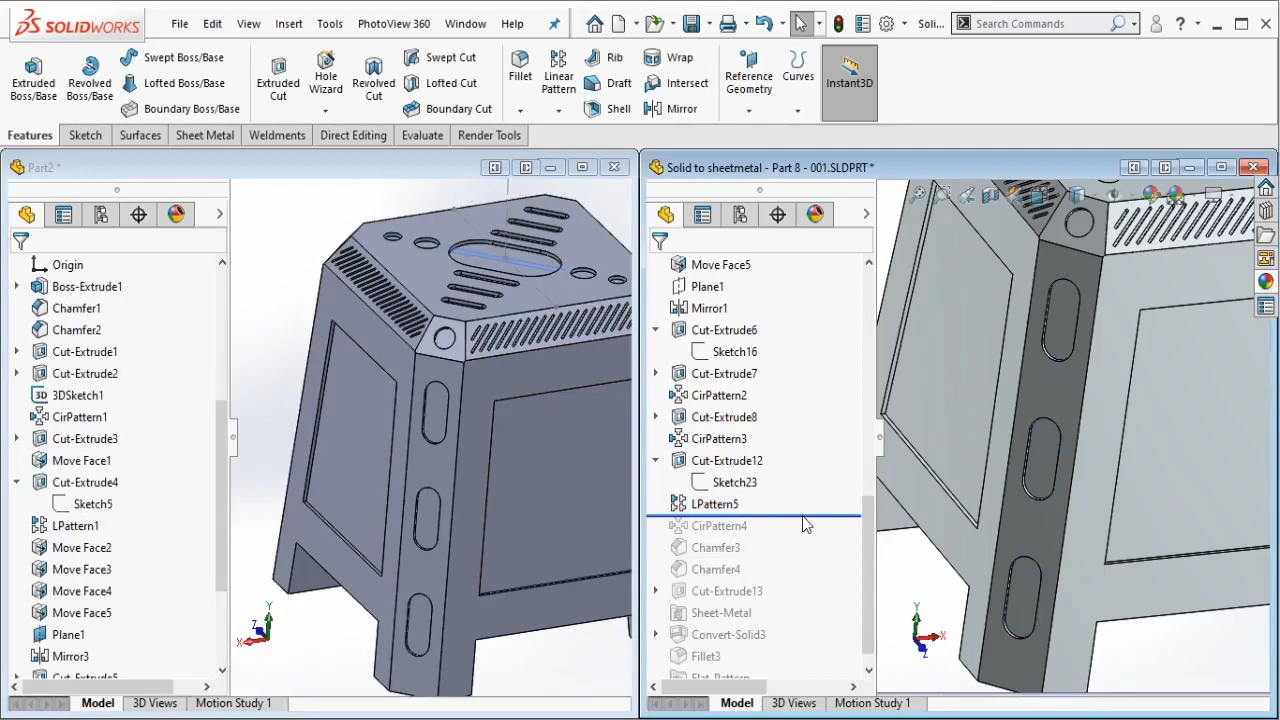 SOLIDWORKS
File Edit View Insert Tools PhotoView 360 Window Help
Soli...
Search Commands
Extruded Boss/Base
Revolved Boss/Base
Swept Boss/Base
Lofted Boss/Base
Boundary Boss/Base
Extruded Cut
Hole Wizard
Revolved Cut
Swept Cut
Lofted Cut
Boundary Cut
Fillet
Linear Pattern
Rib
Draft
Shell
Wrap
Intersect
Mirror
Reference Geometry
Curves
Instant3D
Features Sketch Surfaces Sheet Metal Weldments Direct Editing Evaluate Render Tools
Part2 *
Origin
Boss-Extrude1
Chamfer1
Chamfer2
Cut-Extrude1
Cut-Extrude2
3D 3DSketch1
CirPattern1
Cut-Extrude3
Move Face1
Cut-Extrude4
Sketch5
LPattern1
Move Face2
Move Face3
Move Face4
Move Face5
Plane1
Mirror3
Cut-Extrude5
Y
Z
X
Model 3D Views Motion Study 1
Solid to sheetmetal - Part 8 - 001.SLDPRT *
Move Face5
Plane1
Mirror1
Cut-Extrude6
Sketch16
Cut-Extrude7
CirPattern2
Cut-Extrude8
CirPattern3
Cut-Extrude12
Sketch23
LPattern5
CirPattern4
Chamfer3
Chamfer4
Cut-Extrude13
Sheet-Metal
Convert-Solid3
Fillet3
Flat-Pattern
Y
X
Z
Model 3D Views Motion Study 1